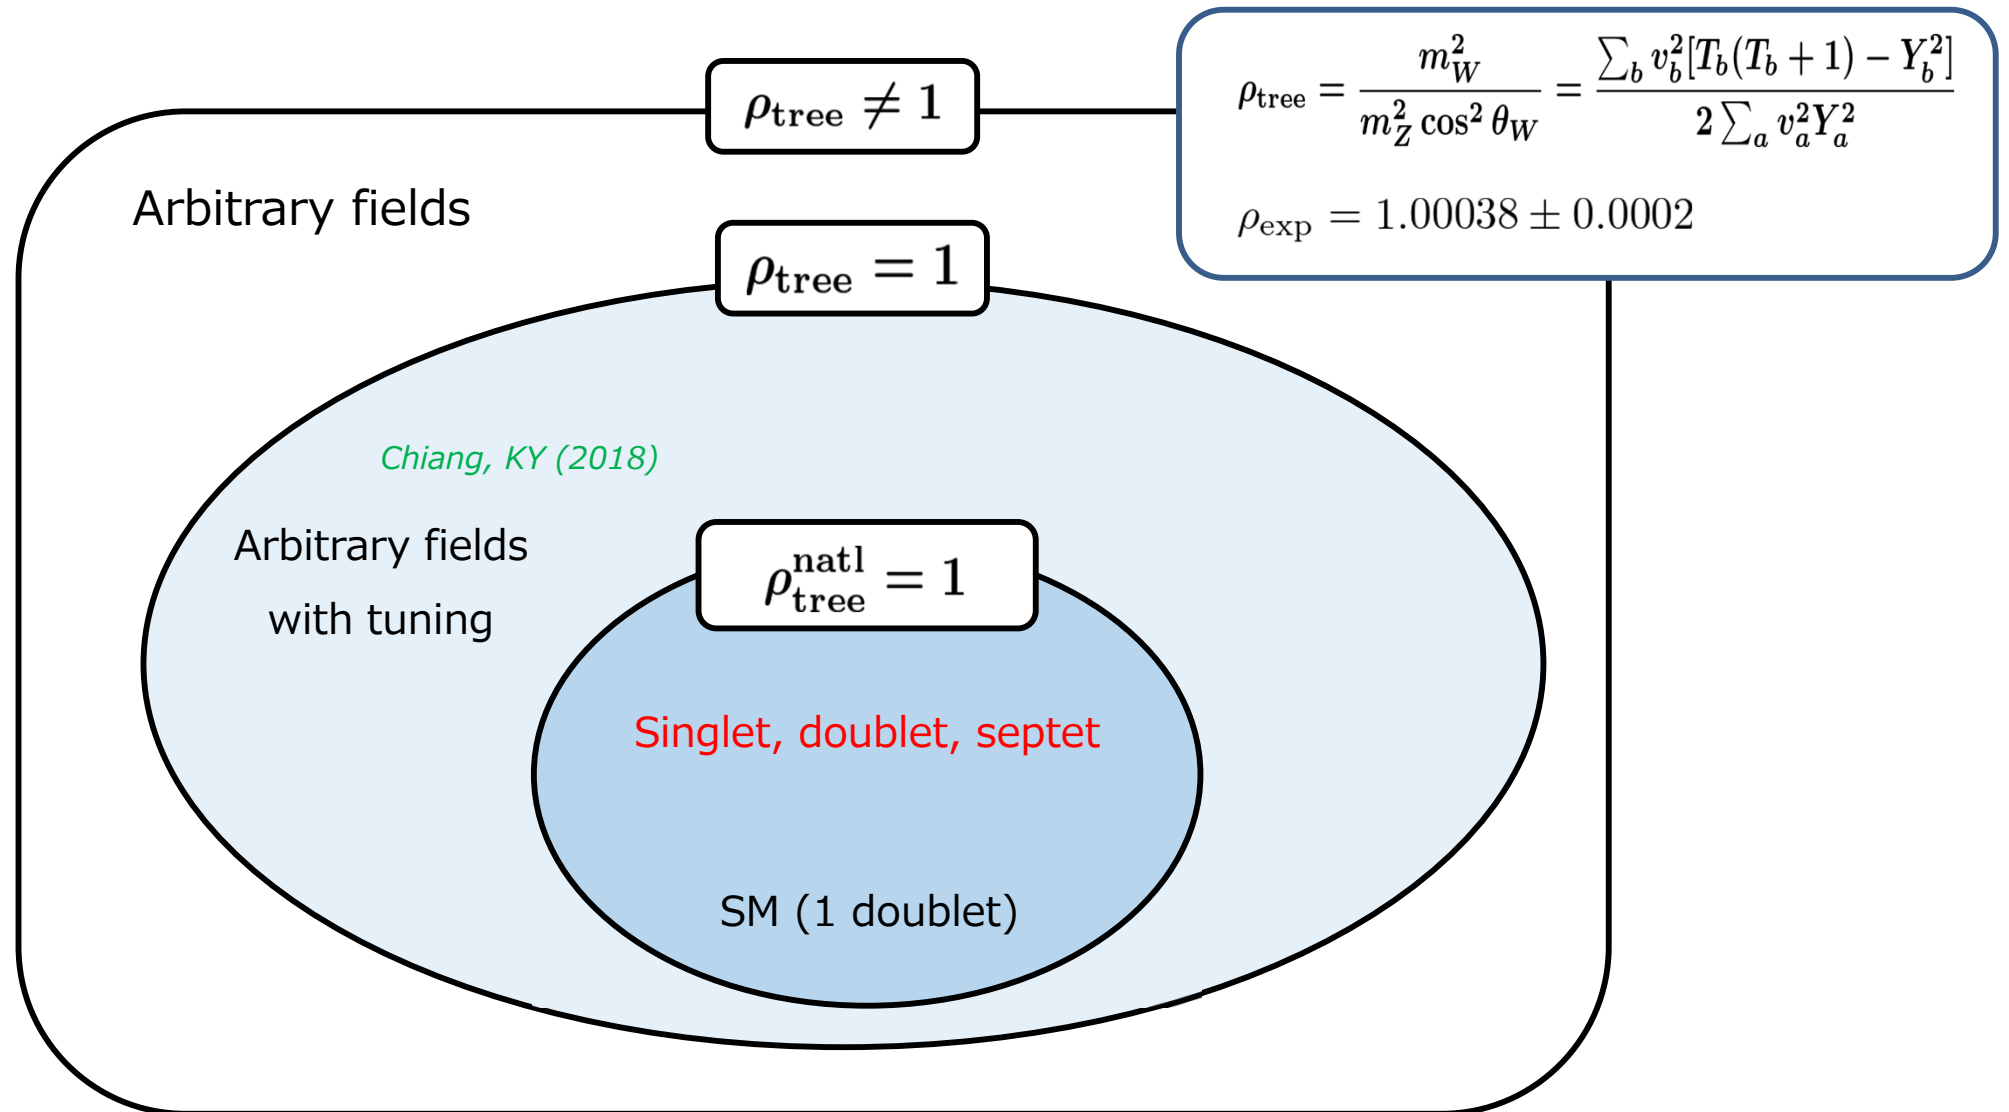 ρ_tree = m_W^2 / (m_Z^2 cos^2 θ_W) = ∑_b v_b^2[T_b(T_b + 1) − Y_b^2] / (2 ∑_a v_a^2 Y_a^2)
ρ_exp = 1.00038 ± 0.0002
ρ_tree ≠ 1
Arbitrary fields
ρ_tree = 1
Chiang, KY (2018)
Arbitrary fields
with tuning
ρ_tree^natl = 1
Singlet, doublet, septet
SM (1 doublet)